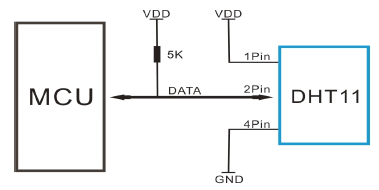 VDD VDD
5K
1Pin
MCU DATA 2Pin DHT11
4Pin
GND